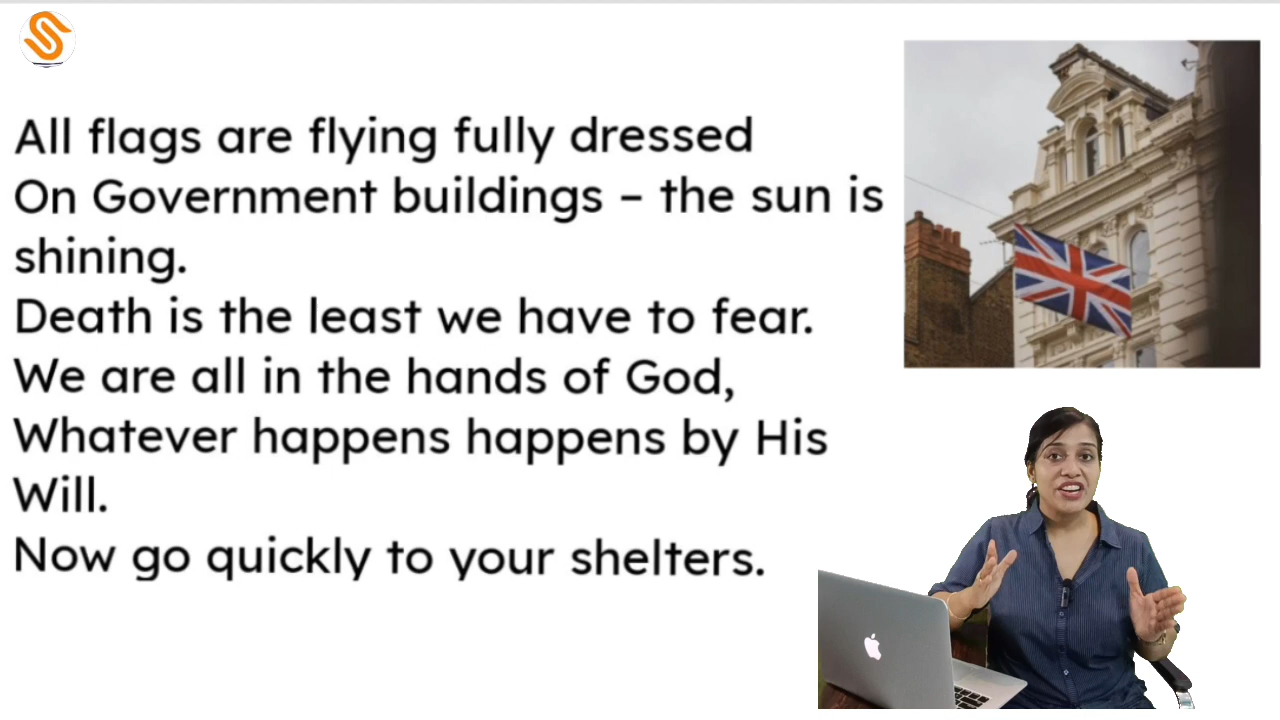 All flags are flying fully dressed
On Government buildings – the sun is
shining.
Death is the least we have to fear.
We are all in the hands of God,
Whatever happens happens by His
Will.
Now go quickly to your shelters.